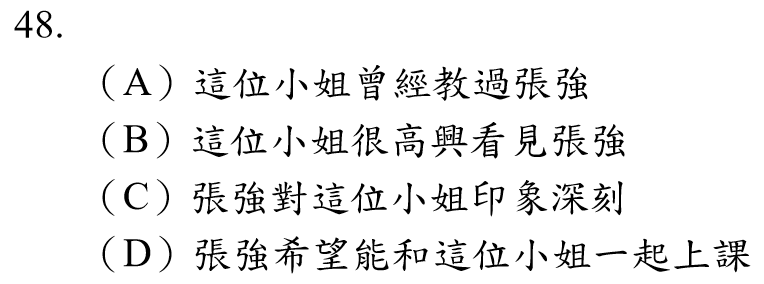 48.
（A）這位小姐曾經教過張強
（B）這位小姐很高興看見張強
（C）張強對這位小姐印象深刻
（D）張強希望能和這位小姐一起上課